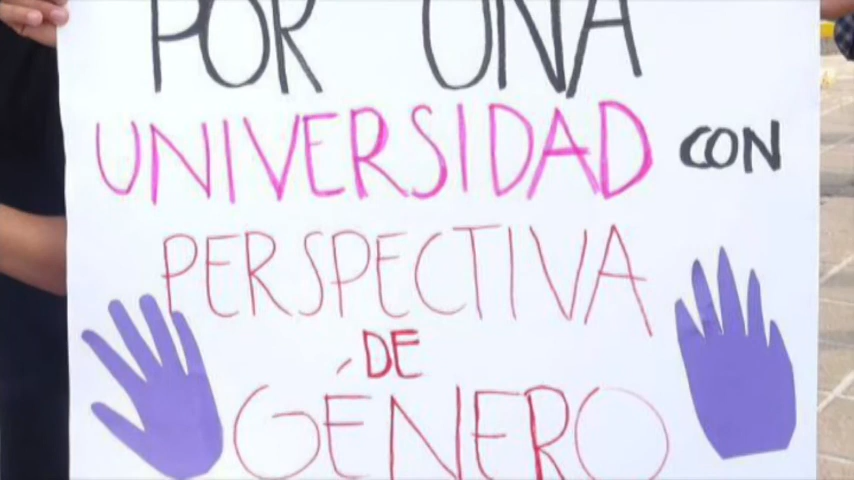 POR UNA
UNIVERSIDAD CON
PERSPECTIVA
DE
GÉNERO